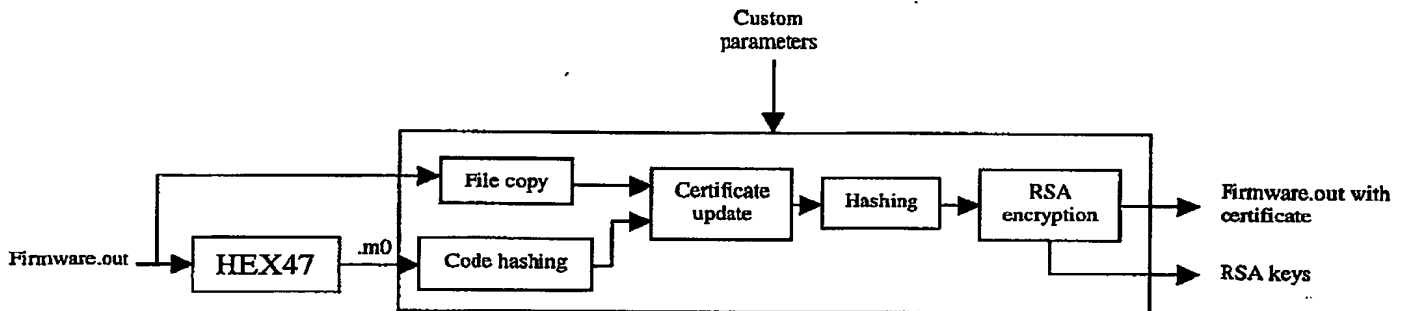 Custom
parameters
File copy
Certificate
update
Hashing
RSA
encryption
Firmware.out with
certificate
Firmware.out
HEX47
.m0
Code hashing
RSA keys